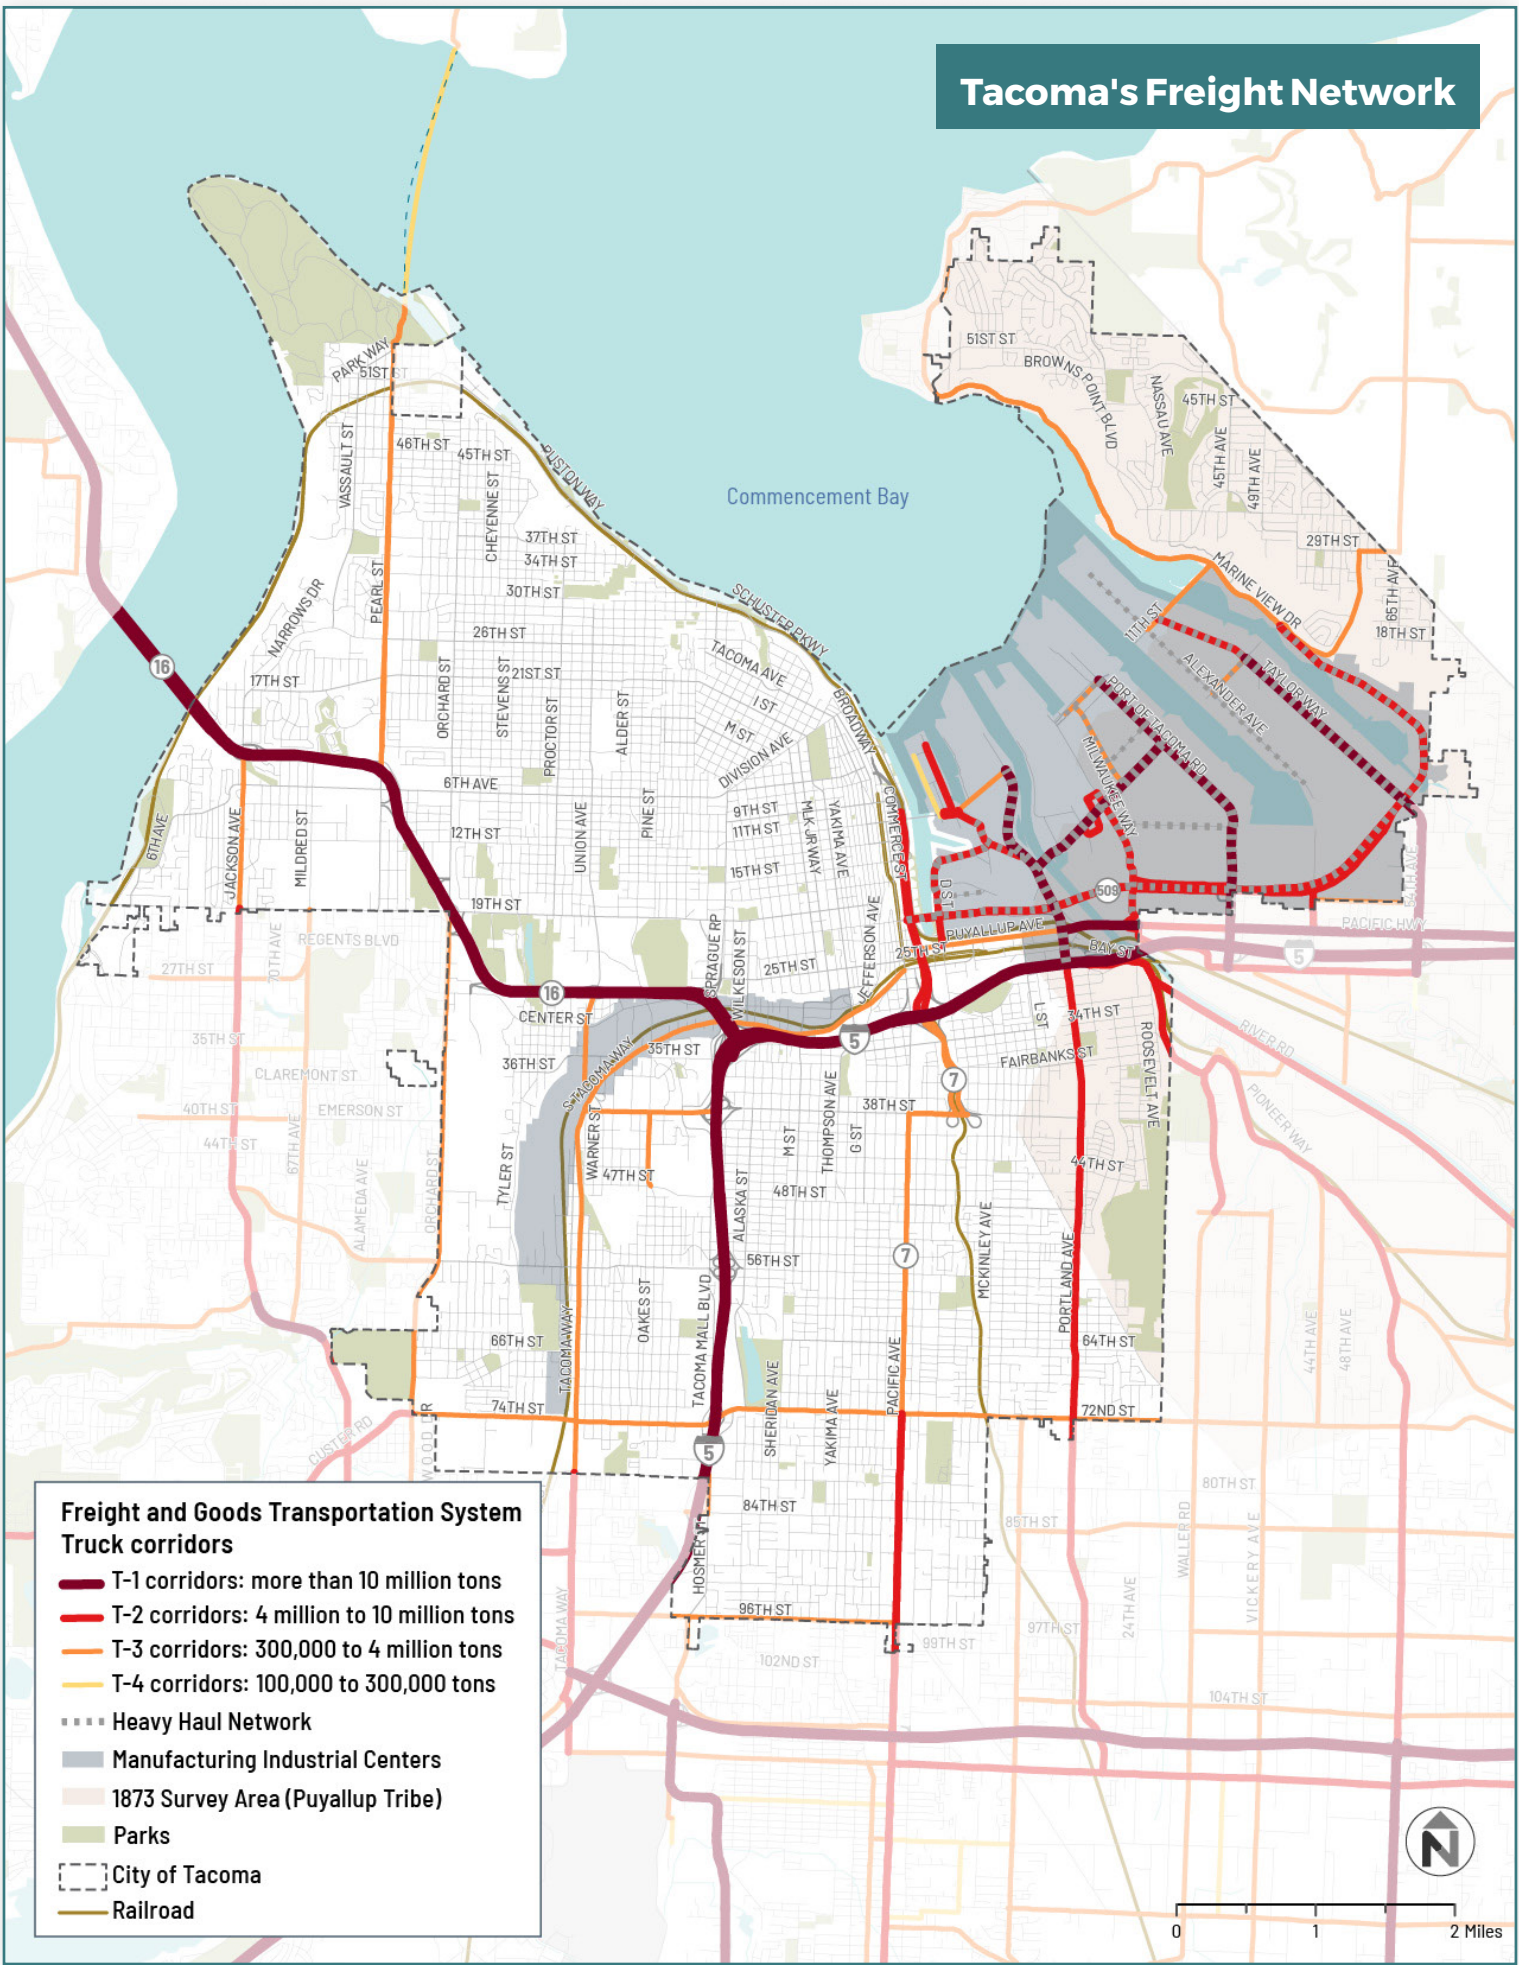 Tacoma's Freight Network
51ST ST
BROWNS POINT BLVD
NASSAU AVE
45TH ST
45TH AVE
49TH AVE
PARK WAY
51ST ST
46TH ST
45TH ST
VASSAULT ST
CHEYENNE ST
RUSTON WAY
Commencement Bay
37TH ST
34TH ST
30TH ST
29TH ST
MARINE VIEW DR
65TH AVE
18TH ST
11TH ST
PEARL ST
NARROWS DR
SCHUSTER PKWY
26TH ST
TACOMA AVE
16
17TH ST
ORCHARD ST
STEVENS ST
21ST ST
PROCTOR ST
ALDER ST
I ST
M ST
DIVISION AVE
BROADWAY
ALEXANDER AVE
TAYLOR WAY
PORT OF TACOMA RD
MILWAUKEE WAY
6TH AVE
6TH AVE
JACKSON AVE
MILDRED ST
12TH ST
UNION AVE
PINE ST
9TH ST
11TH ST
MLK JR WAY
YAKIMA AVE
COMMERCE ST
15TH ST
19TH ST
D ST
509
54TH AVE
PACIFIC HWY
5
REGENTS BLVD
70TH AVE
27TH ST
SPRAGUE RP
WILKESON ST
25TH ST
JEFFERSON AVE
25TH ST
PUYALLUP AVE
BAY ST
16
CENTER ST
35TH ST
5
L ST
34TH ST
RIVER RD
FAIRBANKS ST
ROOSEVELT AVE
PIONEER WAY
35TH ST
36TH ST
S TACOMA WAY
CLAREMONT ST
7
40TH ST
EMERSON ST
44TH ST
67TH AVE
ALAMEDA AVE
ORCHARD ST
TYLER ST
WARNER ST
47TH ST
M ST
THOMPSON AVE
G ST
38TH ST
44TH ST
48TH ST
ALASKA ST
56TH ST
7
MCKINLEY AVE
PORTLAND AVE
OAKES ST
TACOMA MALL BLVD
66TH ST
TACOMA WAY
64TH ST
44TH AVE
48TH AVE
74TH ST
SHERIDAN AVE
YAKIMA AVE
PACIFIC AVE
72ND ST
CUSTER RD
WOOD DR
5
84TH ST
HOSMER
80TH ST
85TH ST
WALLER RD
VICKERY AVE
24TH AVE
96TH ST
97TH ST
99TH ST
TACOMA WAY
102ND ST
104TH ST
Freight and Goods Transportation System
Truck corridors
T-1 corridors: more than 10 million tons
T-2 corridors: 4 million to 10 million tons
T-3 corridors: 300,000 to 4 million tons
T-4 corridors: 100,000 to 300,000 tons
Heavy Haul Network
Manufacturing Industrial Centers
1873 Survey Area (Puyallup Tribe)
Parks
City of Tacoma
Railroad
N
0 1 2 Miles